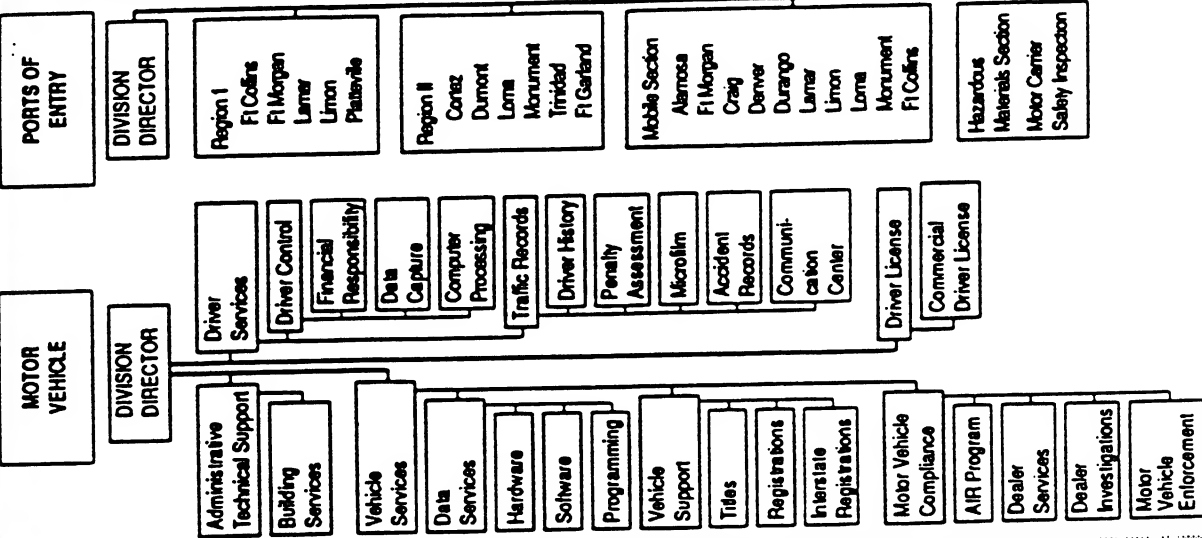 MOTOR
VEHICLE
DIVISION
DIRECTOR
Administrative
Technical Support
Building
Services
Vehicle
Services
Data
Services
Hardware
Software
Programming
Vehicle
Support
Titles
Registrations
Interstate
Registrations
Motor Vehicle
Compliance
AIR Program
Dealer
Services
Dealer
Investigations
Motor
Vehicle
Enforcement
Driver
Services
Driver Control
Financial
Responsibility
Data
Capture
Computer
Processing
Traffic Records
Driver History
Penalty
Assessment
Microfilm
Accident
Records
Communi-
cation
Center
Driver License
Commercial
Driver License
PORTS OF
ENTRY
DIVISION
DIRECTOR
Region I
Ft Collins
Ft Morgan
Lamar
Limon
Platteville
Region II
Cortez
Dumont
Loma
Monument
Trinidad
Ft Garland
Mobile Section
Alamosa
Ft Morgan
Craig
Denver
Durango
Lamar
Limon
Loma
Monument
Ft Collins
Hazardous
Materials Section
Motor Carrier
Safety Inspection